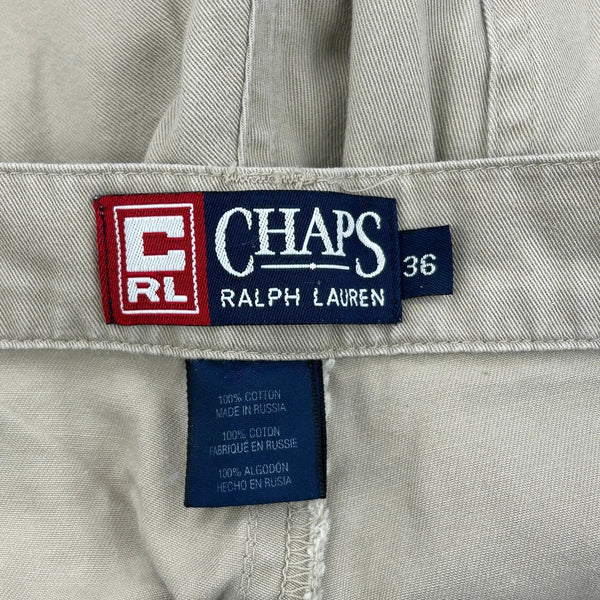 C
RL
CHAPS
RALPH LAUREN
36
100% COTTON
MADE IN RUSSIA
100% COTON
FABRIQUÉ EN RUSSIE
100% ALGODÓN
HECHO EN RUSIA